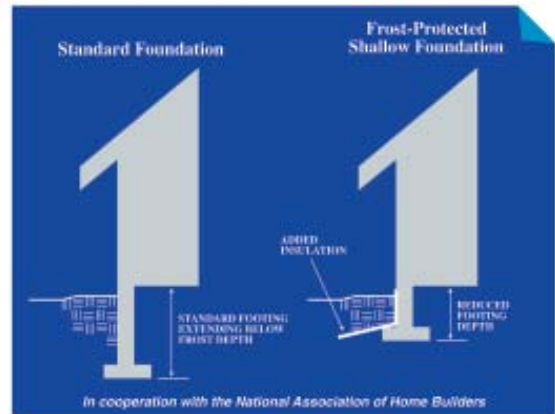 Standard Foundation
Frost-Protected
Shallow Foundation
ADDED
INSULATION
STANDARD FOOTING
EXTENDING BELOW
FROST DEPTH
REDUCED
FOOTING
DEPTH
In cooperation with the National Association of Home Builders